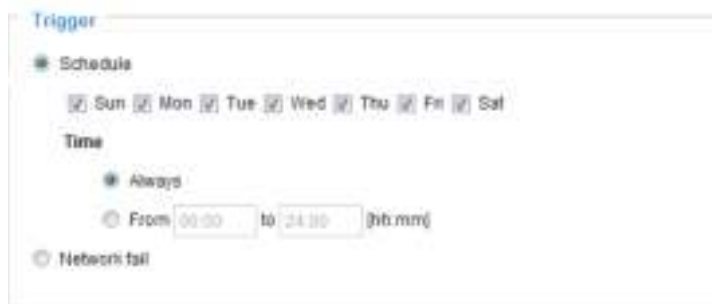 Trigger
Schedule
Sun Mon Tue Wed Thu Fri Sat
Time
Always
From 00:00 to 24:00 [hh:mm]
Network fail